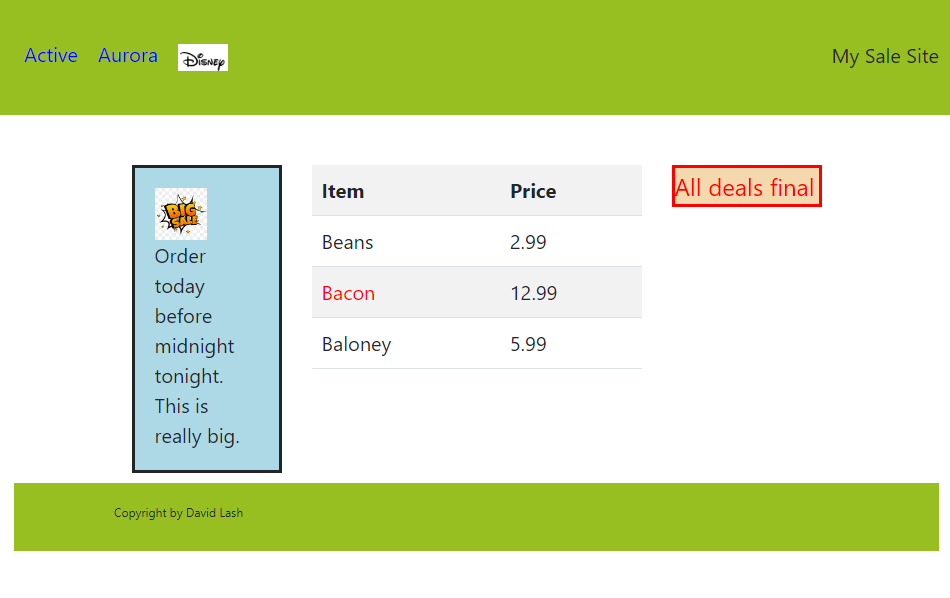 Active Aurora Disney My Sale Site
BIG
SALE
Order
today
before
midnight
tonight.
This is
really big.
Item Price
Beans 2.99
Bacon 12.99
Baloney 5.99
All deals final
Copyright by David Lash